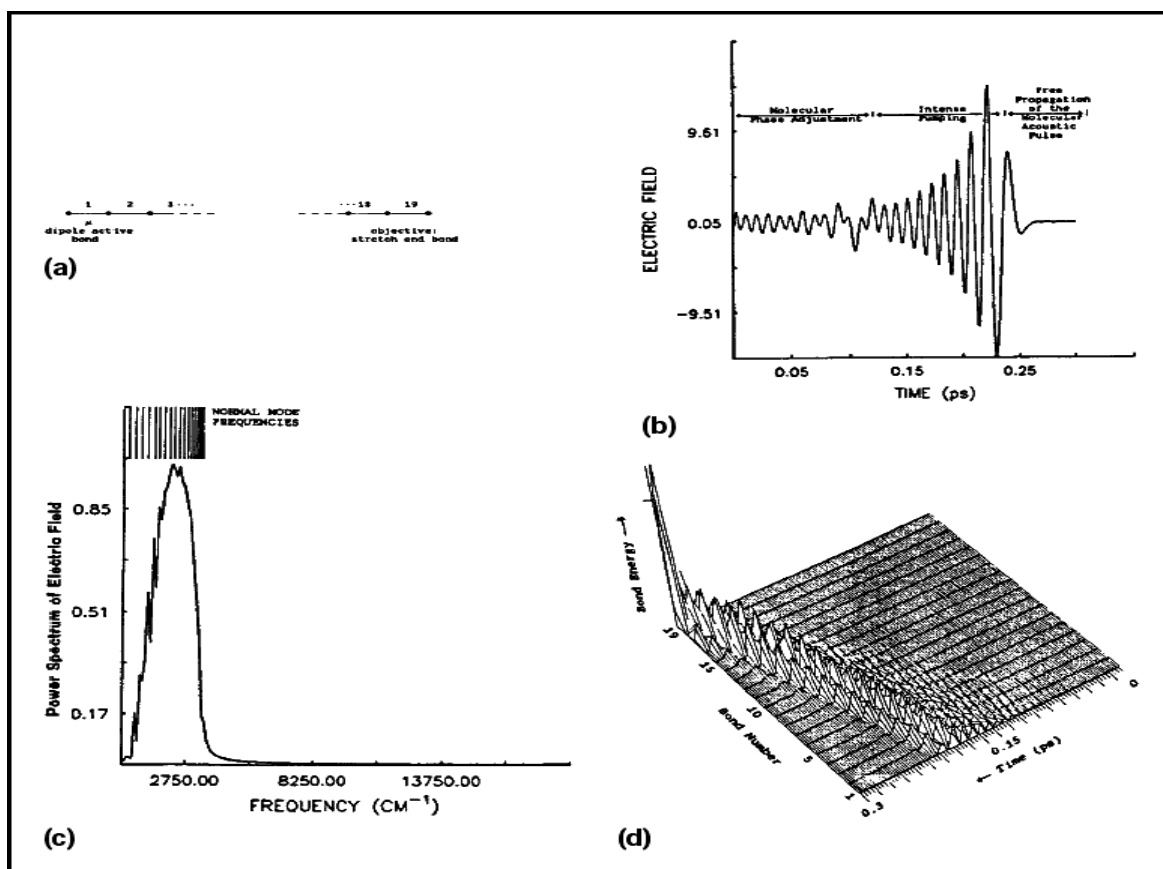 1 2 3... ...18 19
μ
dipole active
bond
objective:
stretch end bond
(a)
Molecular
Phase Adjustment
Intense
Pumping
Free
Propagation
of the
Molecular
Acoustic
Pulse
9.61
0.05
-9.51
ELECTRIC FIELD
0.05 0.15 0.25
TIME (ps)
(b)
NORMAL MODE
FREQUENCIES
0.85
0.51
0.17
Power Spectrum of Electric Field
2750.00 8250.00 13750.00
FREQUENCY (CM⁻¹)
(c)
Bond Energy →
19 15 10 5 1
Bond Number
0.3 0.15 0
← Time (ps)
(d)